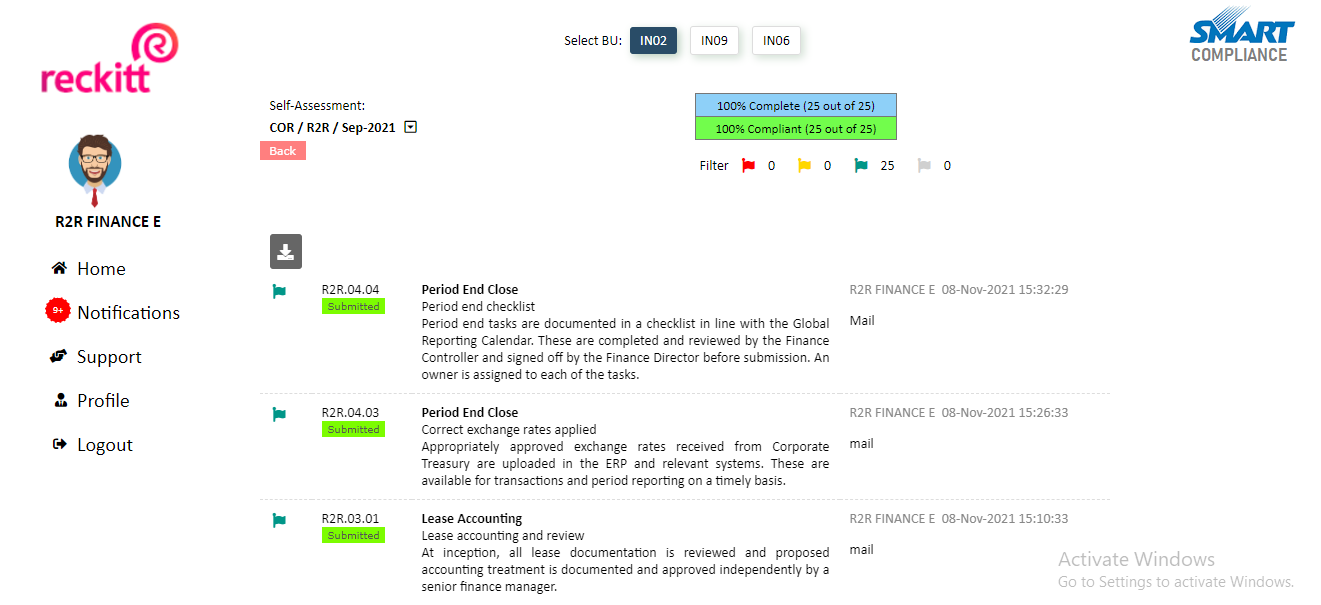 reckitt
Select BU: IN02 IN09 IN06
SMART
COMPLIANCE
Self-Assessment:
COR / R2R / Sep-2021
Back
100% Complete (25 out of 25)
100% Compliant (25 out of 25)
Filter 0 0 25 0
R2R FINANCE E
Home
9+ Notifications
Support
Profile
Logout
R2R.04.04
Submitted
Period End Close
Period end checklist
Period end tasks are documented in a checklist in line with the Global
Reporting Calendar. These are completed and reviewed by the Finance
Controller and signed off by the Finance Director before submission. An
owner is assigned to each of the tasks.
R2R FINANCE E 08-Nov-2021 15:32:29
Mail
R2R.04.03
Submitted
Period End Close
Correct exchange rates applied
Appropriately approved exchange rates received from Corporate
Treasury are uploaded in the ERP and relevant systems. These are
available for transactions and period reporting on a timely basis.
R2R FINANCE E 08-Nov-2021 15:26:33
mail
R2R.03.01
Submitted
Lease Accounting
Lease accounting and review
At inception, all lease documentation is reviewed and proposed
accounting treatment is documented and approved independently by a
senior finance manager.
R2R FINANCE E 08-Nov-2021 15:10:33
mail
Activate Windows
Go to Settings to activate Windows.